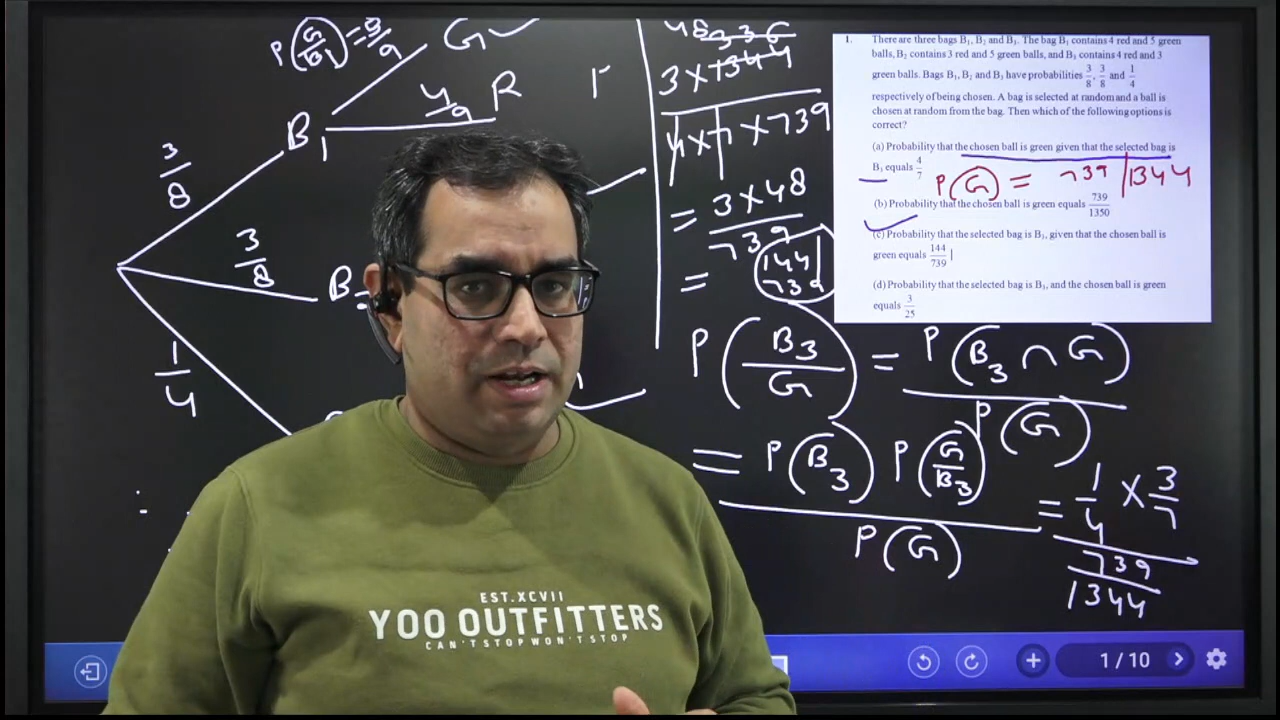 P(G/B1) = 5/9
G
4/9 R
B1
3/8
3/8 B
1/4
48 336
3 × 1344
4 × 7 × 739
= 3 × 48
739
= 144
739
1. There are three bags B₁, B₂ and B₃. The bag B₁ contains 4 red and 5 green
balls, B₂ contains 3 red and 5 green balls, and B₃ contains 4 red and 3
green balls. Bags B₁, B₂ and B₃ have probabilities 3/8, 3/8 and 1/4
respectively of being chosen. A bag is selected at random and a ball is
chosen at random from the bag. Then which of the following options is
correct?
(a) Probability that the chosen ball is green given that the selected bag is
B₃ equals 4/7
P(G) = 739/1344
(b) Probability that the chosen ball is green equals 739/1350
(c) Probability that the selected bag is B₃, given that the chosen ball is
green equals 144/739
(d) Probability that the selected bag is B₃, and the chosen ball is green
equals 3/25
P(B3/G) = P(B3 ∩ G)
P(G)
= P(B3) P(G/B3)
P(G)
= 1/4 × 3/7
739
1344
EST.XCVII
YOO OUTFITTERS
CAN'T STOP WON'T STOP
1 / 10